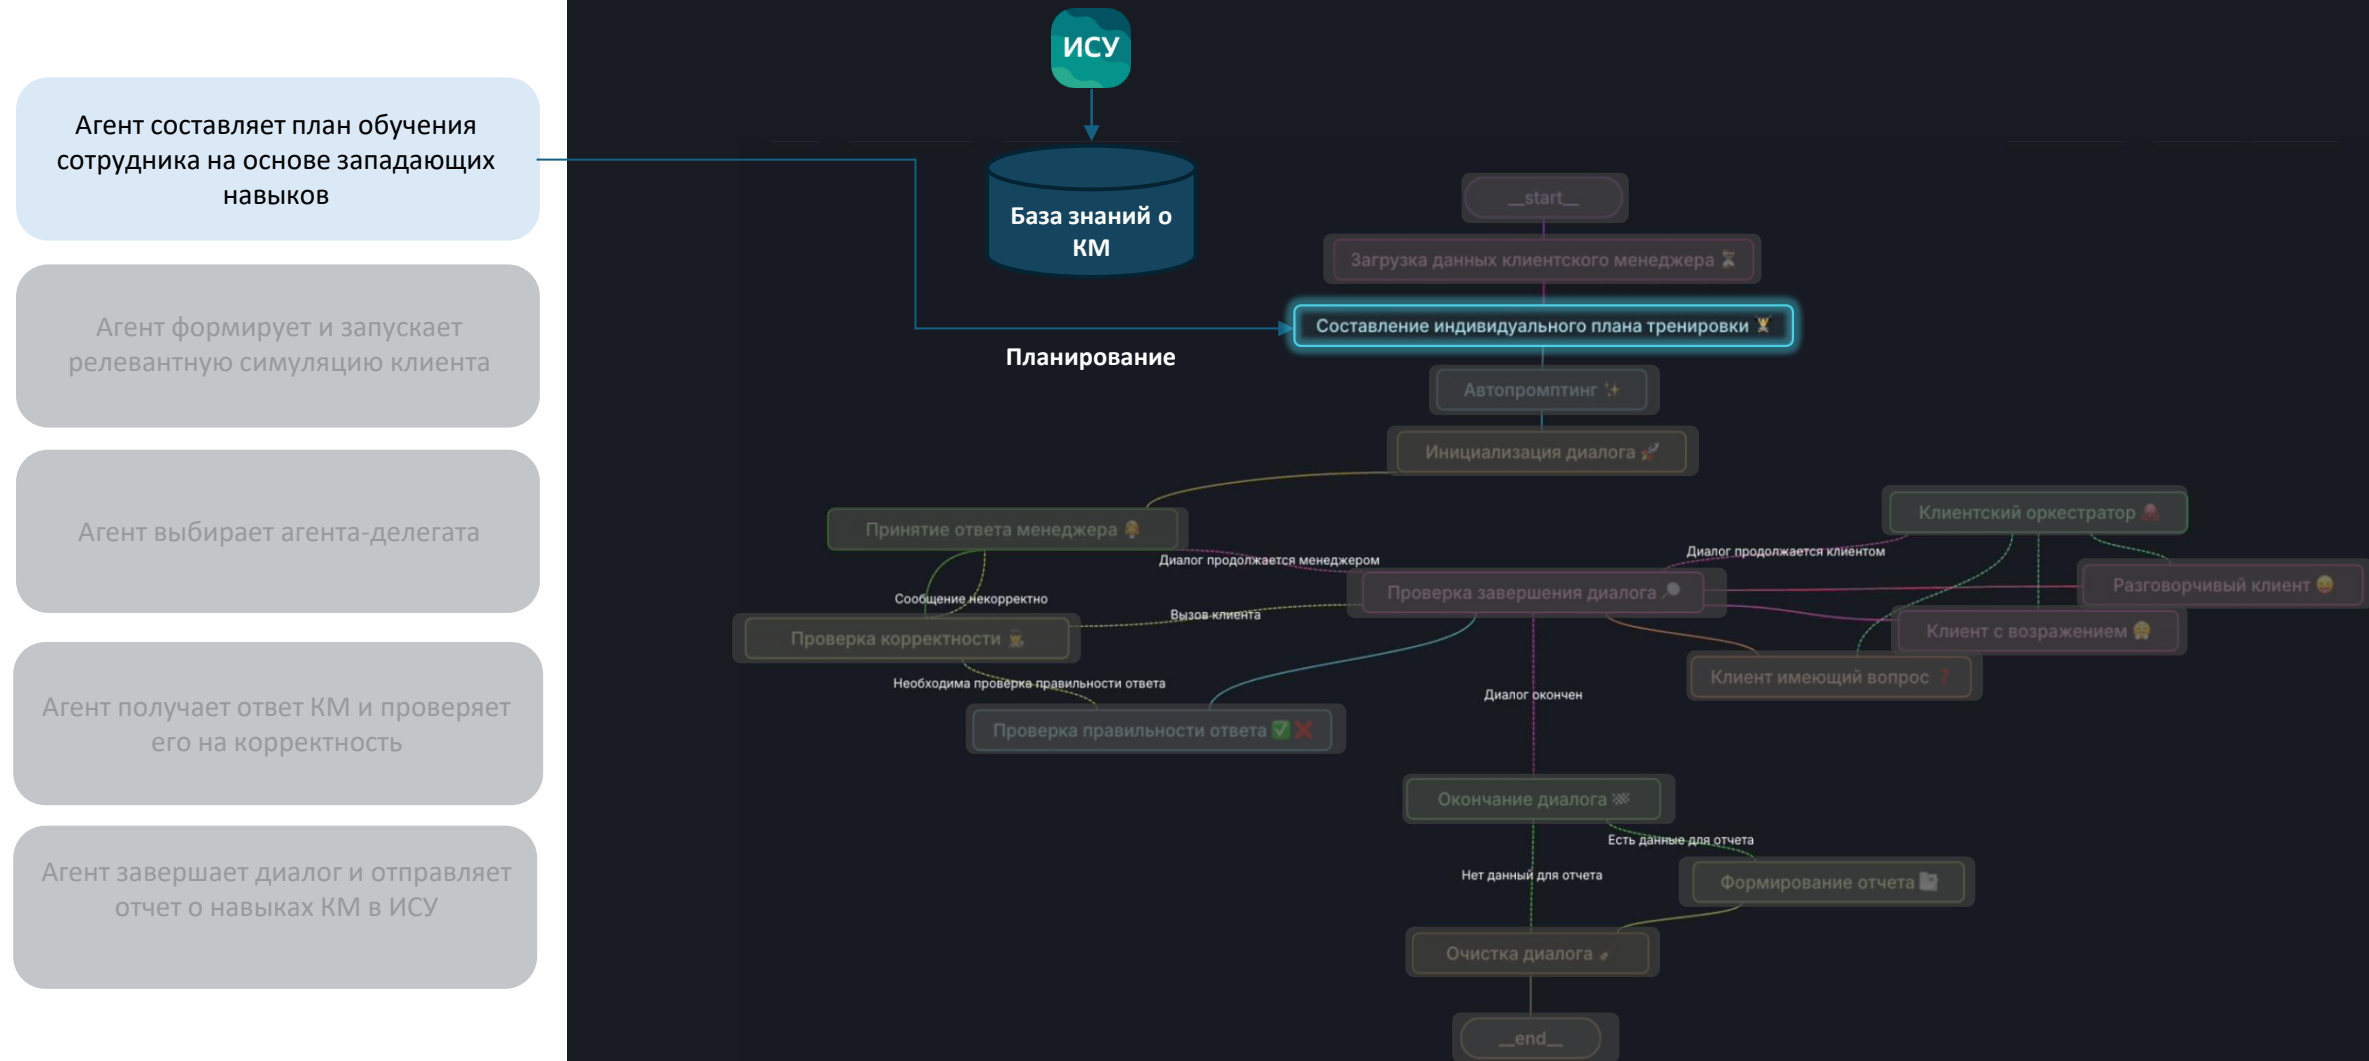 Агент составляет план обучения
сотрудника на основе западающих
навыков
Агент формирует и запускает
релевантную симуляцию клиента
Агент выбирает агента-делегата
Агент получает ответ КМ и проверяет
его на корректность
Агент завершает диалог и отправляет
отчет о навыках КМ в ИСУ
ИСУ
База знаний о
КМ
Планирование
__start__
Загрузка данных клиентского менеджера
Составление индивидуального плана тренировки
Автопромптинг
Инициализация диалога
Принятие ответа менеджера
Клиентский оркестратор
Диалог продолжается менеджером
Диалог продолжается клиентом
Проверка завершения диалога
Разговорчивый клиент
Сообщение некорректно
Вызов клиента
Проверка корректности
Клиент с возражением
Необходима проверка правильности ответа
Клиент имеющий вопрос
Диалог окончен
Проверка правильности ответа
Окончание диалога
Есть данные для отчета
Нет данный для отчета
Формирование отчета
Очистка диалога
__end__